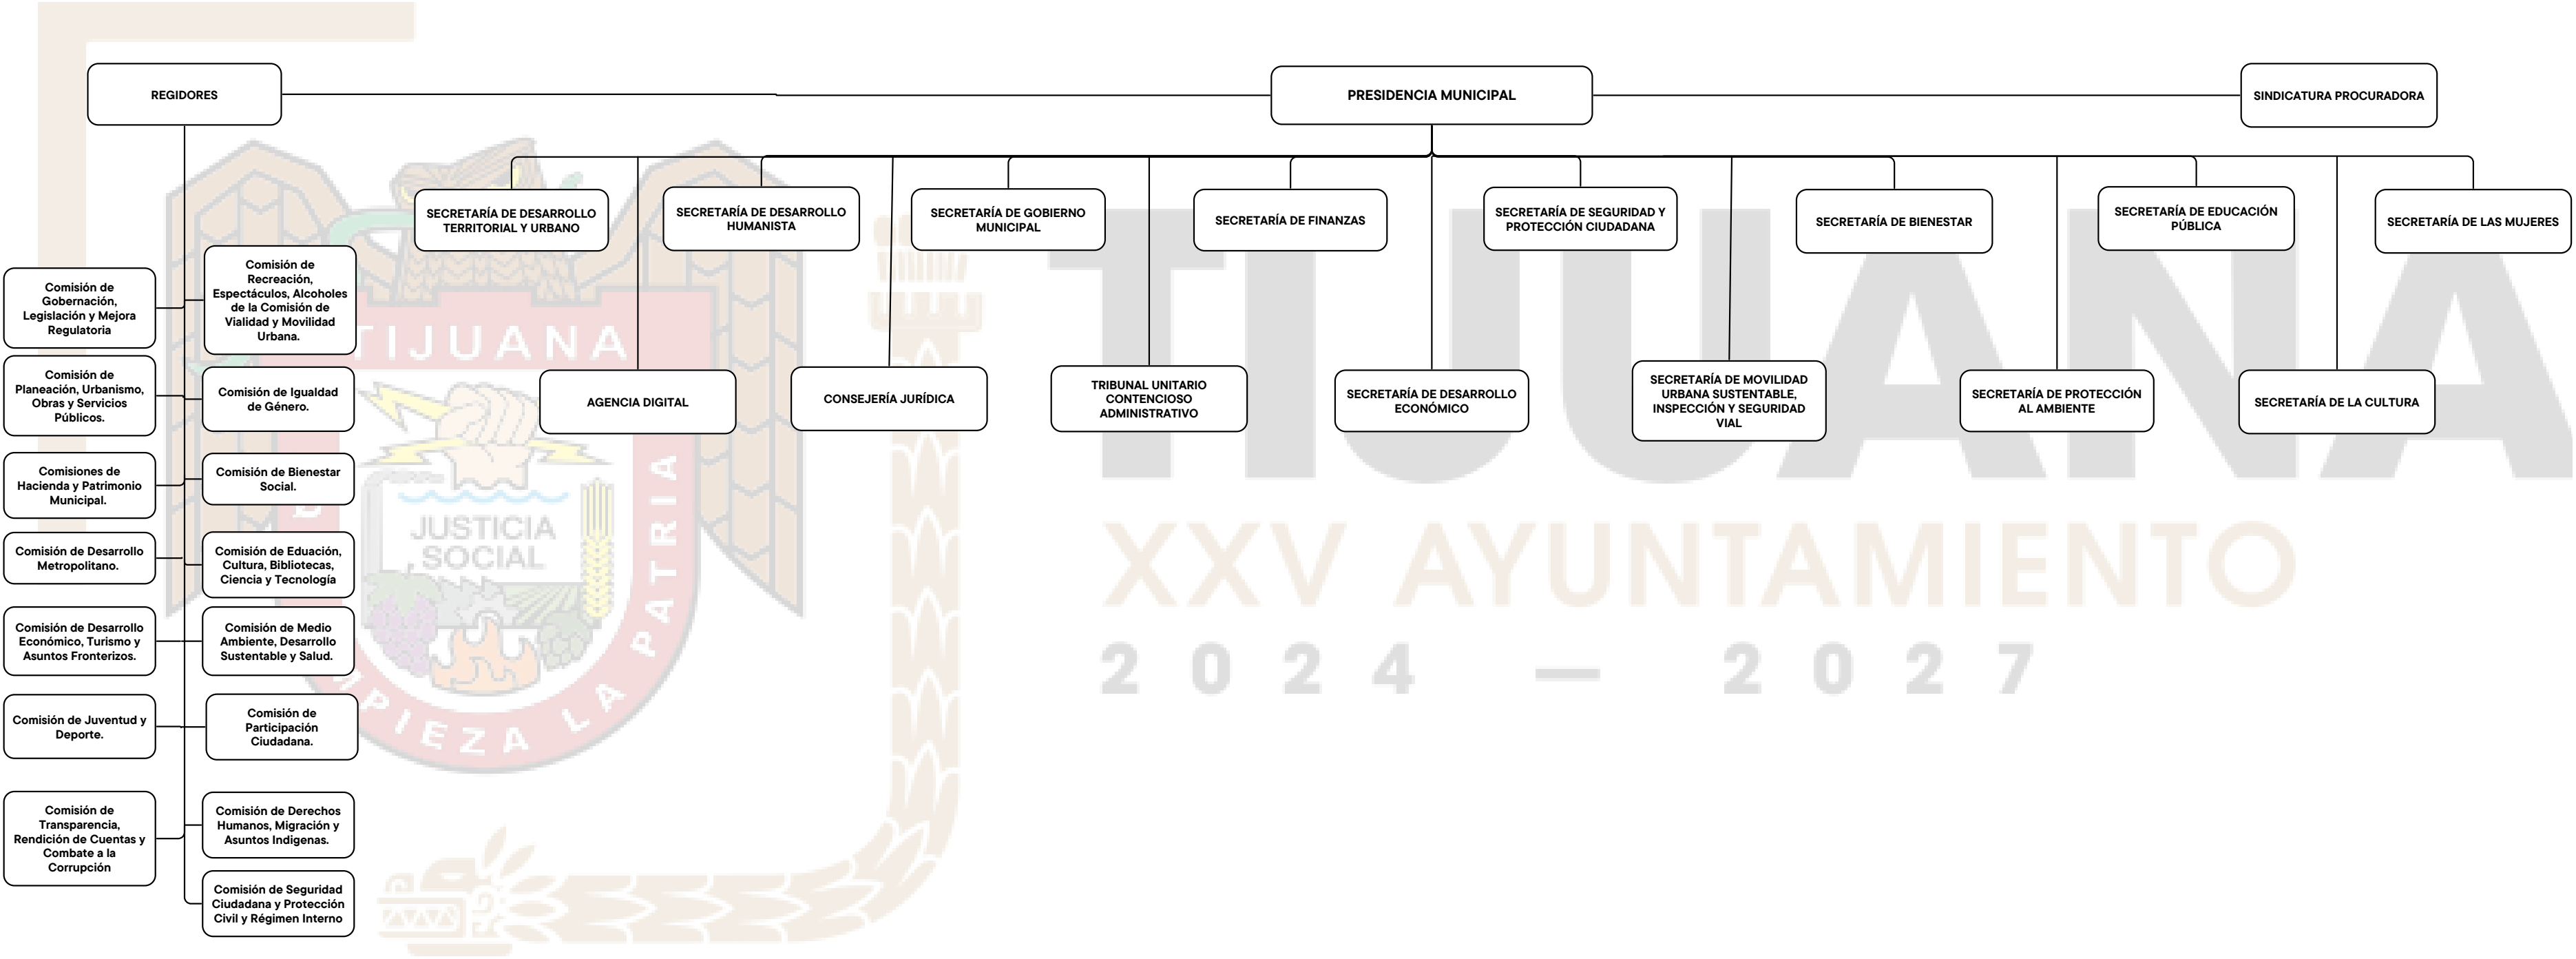 REGIDORES
PRESIDENCIA MUNICIPAL
SINDICATURA PROCURADORA
SECRETARÍA DE DESARROLLO
TERRITORIAL Y URBANO
SECRETARÍA DE DESARROLLO
HUMANISTA
SECRETARÍA DE GOBIERNO
MUNICIPAL
SECRETARÍA DE FINANZAS
SECRETARÍA DE SEGURIDAD Y
PROTECCIÓN CIUDADANA
SECRETARÍA DE BIENESTAR
SECRETARÍA DE EDUCACIÓN
PÚBLICA
SECRETARÍA DE LAS MUJERES
AGENCIA DIGITAL
CONSEJERÍA JURÍDICA
TRIBUNAL UNITARIO
CONTENCIOSO
ADMINISTRATIVO
SECRETARÍA DE DESARROLLO
ECONÓMICO
SECRETARÍA DE MOVILIDAD
URBANA SUSTENTABLE,
INSPECCIÓN Y SEGURIDAD
VIAL
SECRETARÍA DE PROTECCIÓN
AL AMBIENTE
SECRETARÍA DE LA CULTURA
Comisión de
Gobernación,
Legislación y Mejora
Regulatoria
Comisión de
Recreación,
Espectáculos, Alcoholes
de la Comisión de
Vialidad y Movilidad
Urbana.
Comisión de
Planeación, Urbanismo,
Obras y Servicios
Públicos.
Comisión de Igualdad
de Género.
Comisiones de
Hacienda y Patrimonio
Municipal.
Comisión de Bienestar
Social.
Comisión de Desarrollo
Metropolitano.
Comisión de Eduación,
Cultura, Bibliotecas,
Ciencia y Tecnología
Comisión de Desarrollo
Económico, Turismo y
Asuntos Fronterizos.
Comisión de Medio
Ambiente, Desarrollo
Sustentable y Salud.
Comisión de Juventud y
Deporte.
Comisión de
Participación
Ciudadana.
Comisión de
Transparencia,
Rendición de Cuentas y
Combate a la
Corrupción
Comisión de Derechos
Humanos, Migración y
Asuntos Indigenas.
Comisión de Seguridad
Ciudadana y Protección
Civil y Régimen Interno
TIJUANA
JUSTICIA
SOCIAL
LA PATRIA
TIJUANA
XXV AYUNTAMIENTO
2024 — 2027